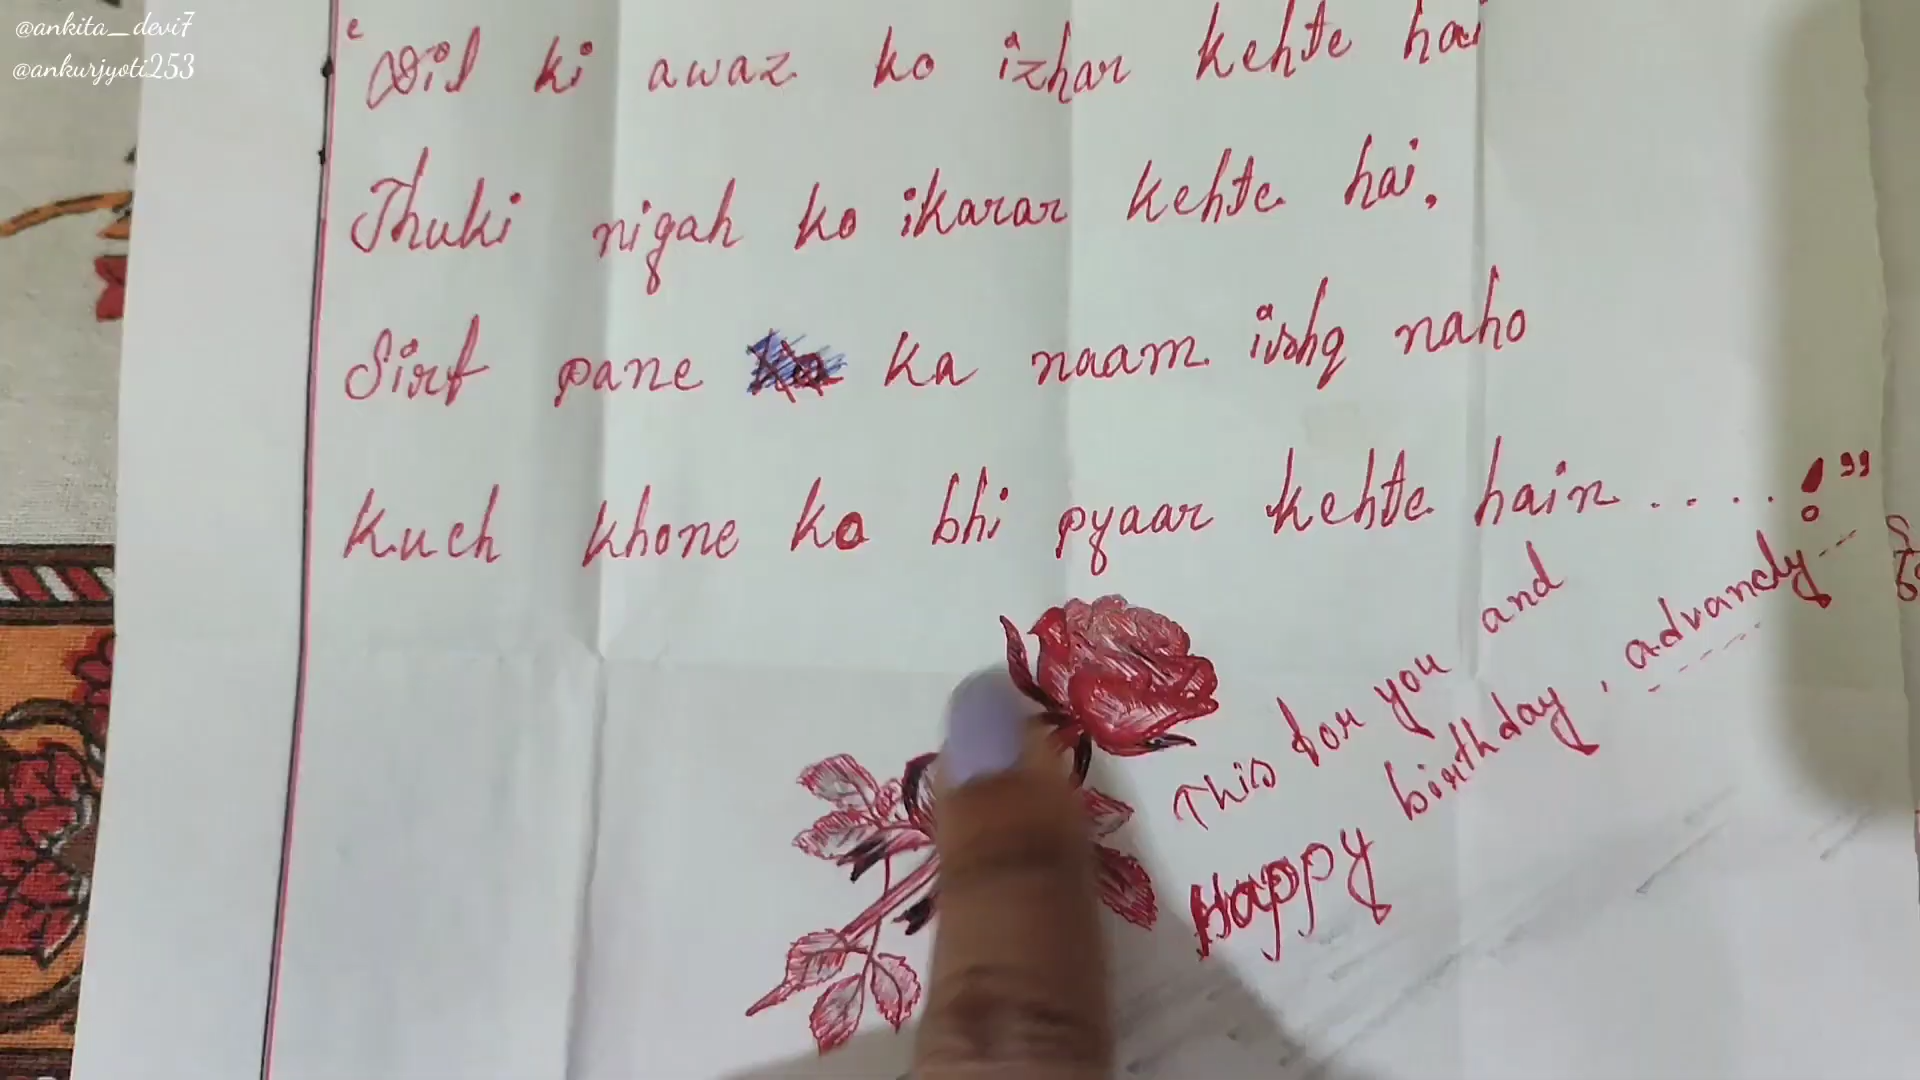 @ankita_devi7
@ankurjyoti253
“Dil ki awaz ko izhar kehte hai
Jhuki nigah ko ikarar kehte hai.
Sirf pane ka naam ishq naho
Kuch khone ko bhi pyaar kehte hain .....!”
This for you and
Happy birthday, advancly---